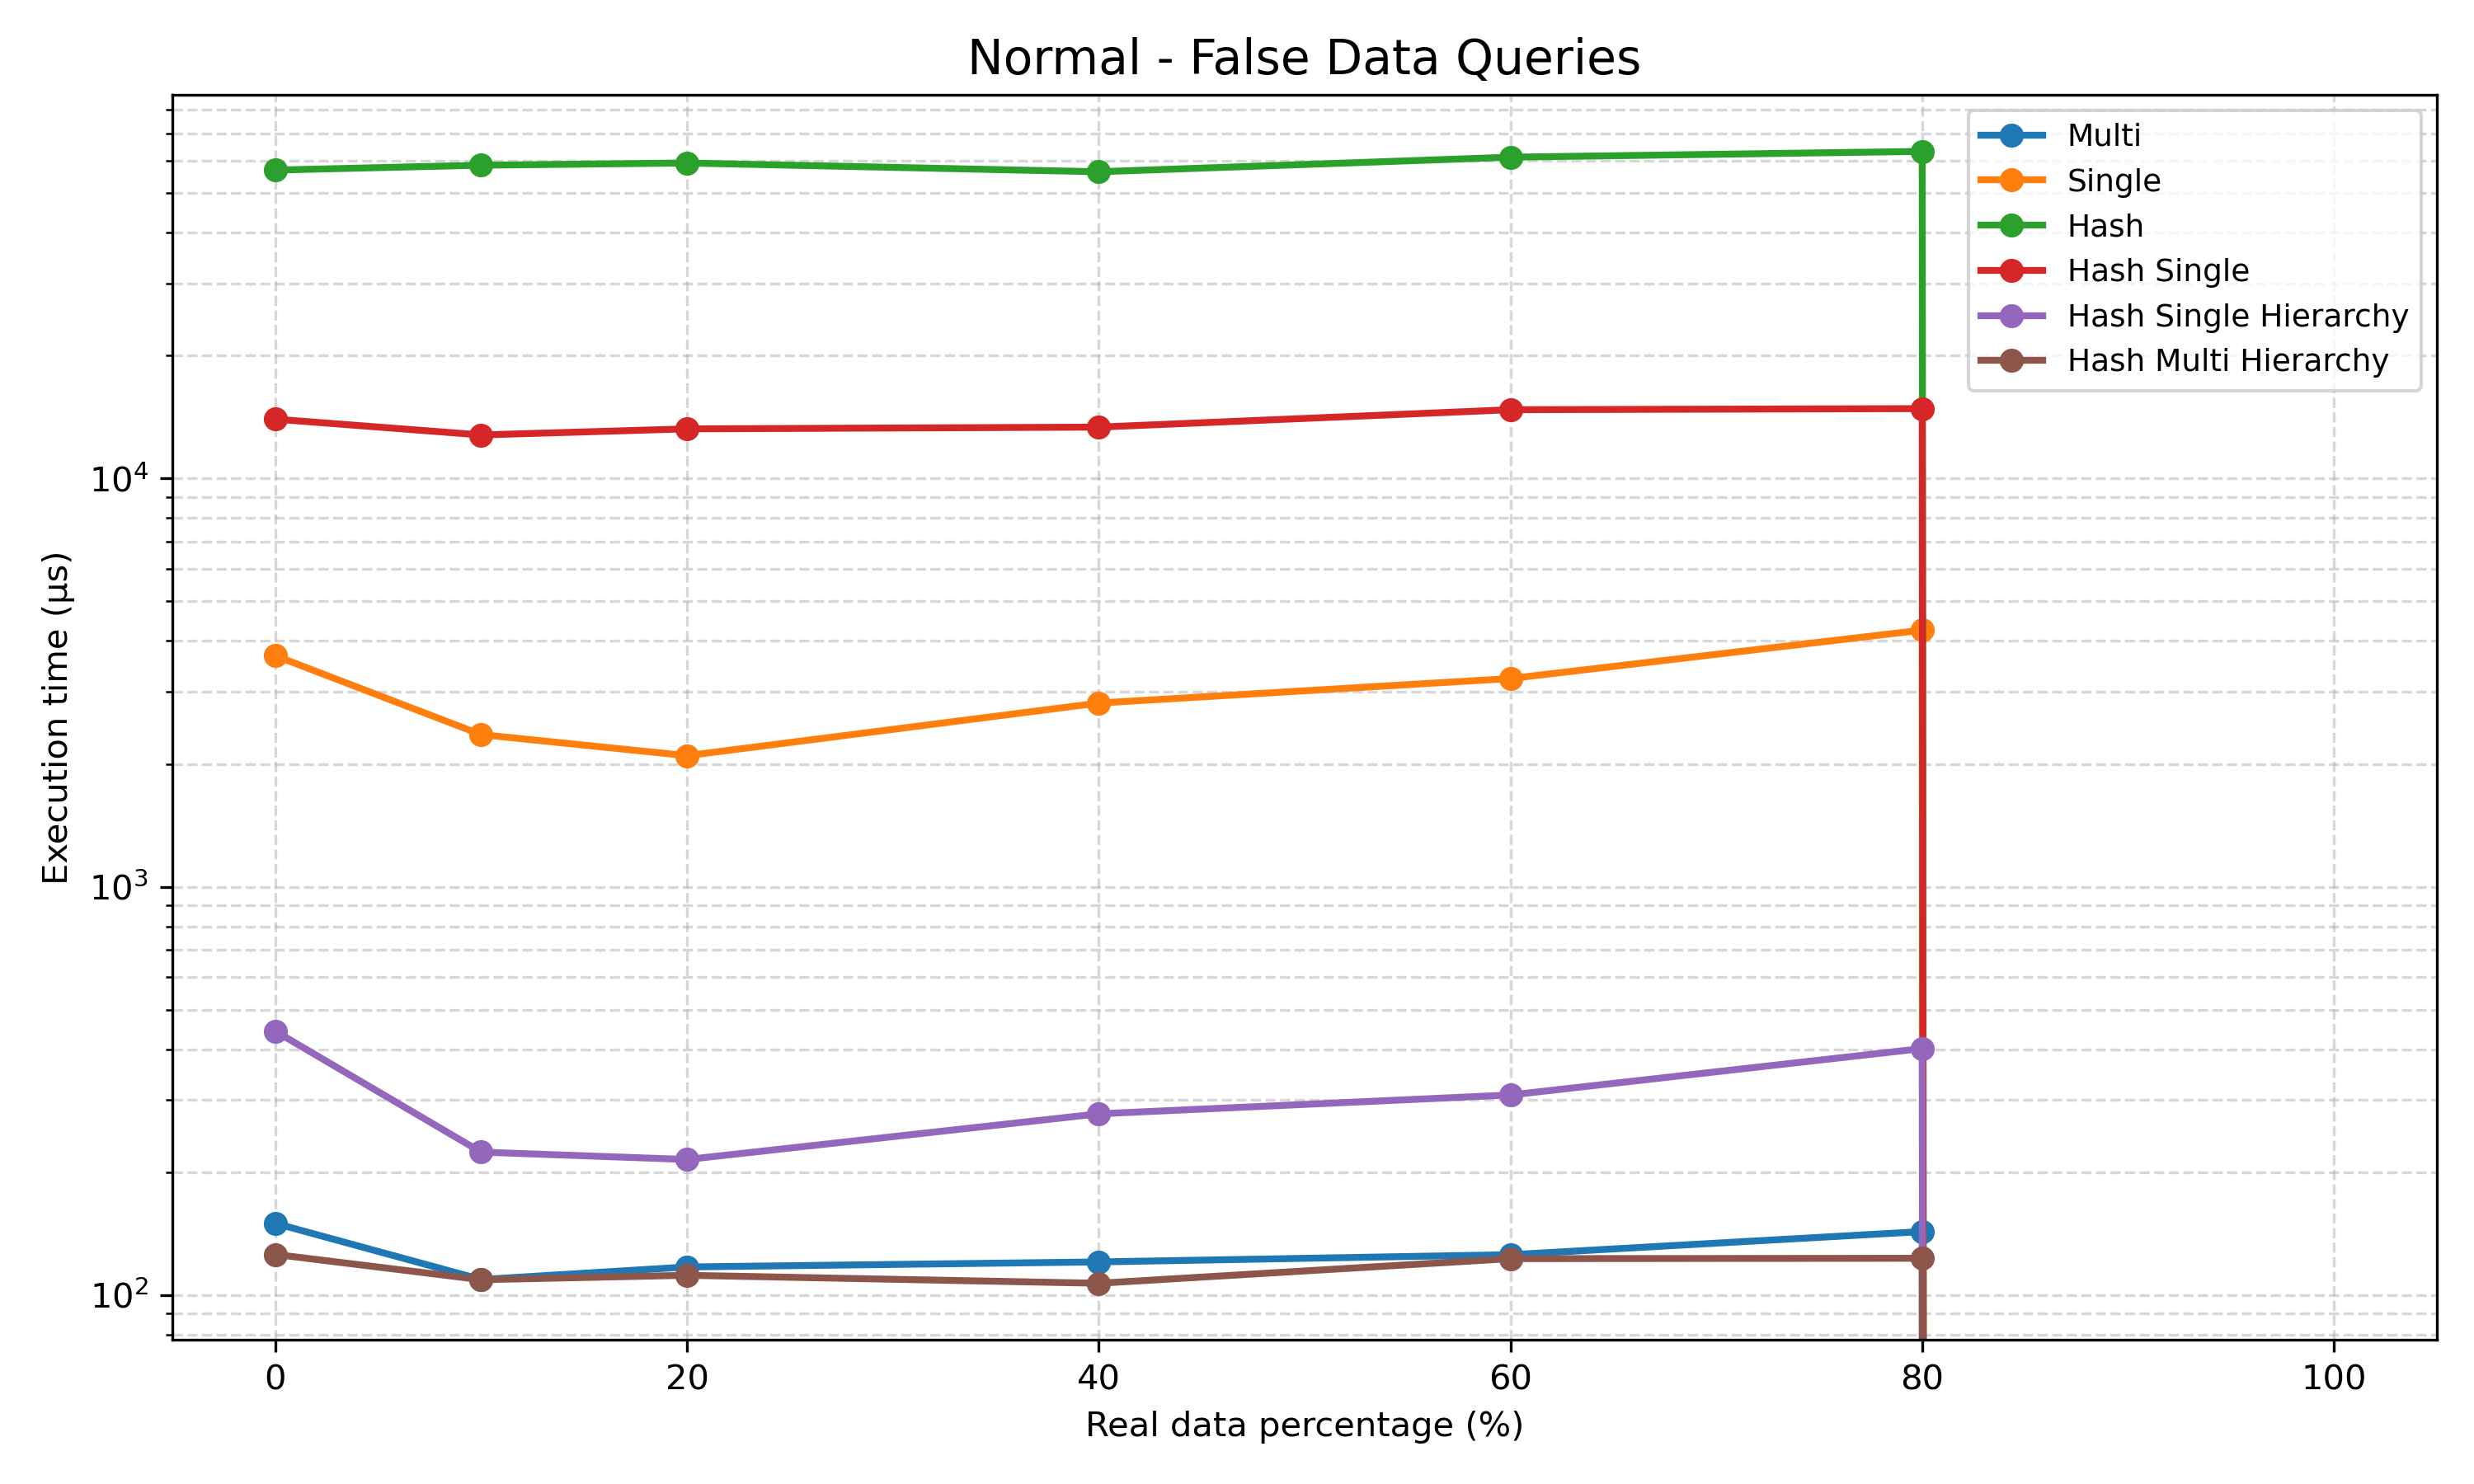 Normal - False Data Queries
Multi
Single
Hash
Hash Single
Hash Single Hierarchy
Hash Multi Hierarchy
Execution time (µs)
10⁴
10³
10²
0 20 40 60 80 100
Real data percentage (%)